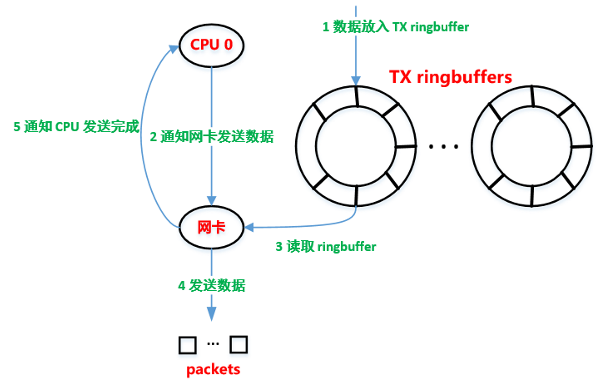 1 数据放入 TX ringbuffer
CPU 0
TX ringbuffers
5 通知 CPU 发送完成
2 通知网卡发送数据
...
网卡
3 读取 ringbuffer
4 发送数据
...
packets